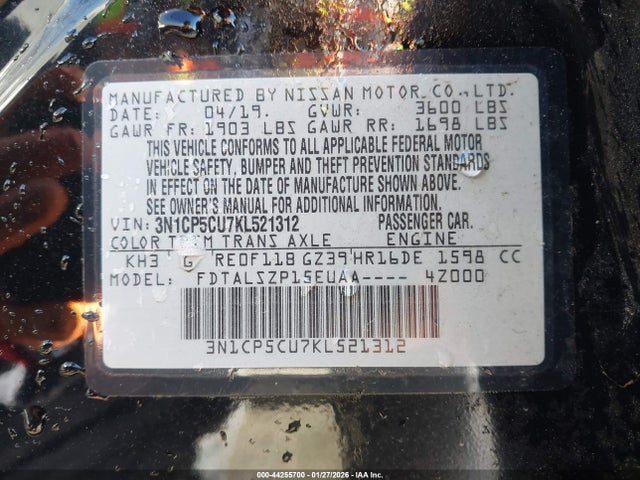 MANUFACTURED BY NISSAN MOTOR CO., LTD.
DATE: 04/19. GVWR: 3600 LBS
GAWR FR: 1903 LBS GAWR RR: 1698 LBS
THIS VEHICLE CONFORMS TO ALL APPLICABLE FEDERAL MOTOR
VEHICLE SAFETY, BUMPER AND THEFT PREVENTION STANDARDS
IN EFFECT ON THE DATE OF MANUFACTURE SHOWN ABOVE.
SEE OWNER'S MANUAL FOR ADDITIONAL INFORMATION.
VIN: 3N1CP5CU7KL521312 PASSENGER CAR.
COLOR TRIM TRANS AXLE ENGINE
KH3 G RE0F11B GZ39 HR16DE 1598 CC
MODEL: FDTALSZP15EUAA---- 4Z000
3N1CP5CU7KL521312
000-44255700 - 01/27/2026 - IAA Inc.